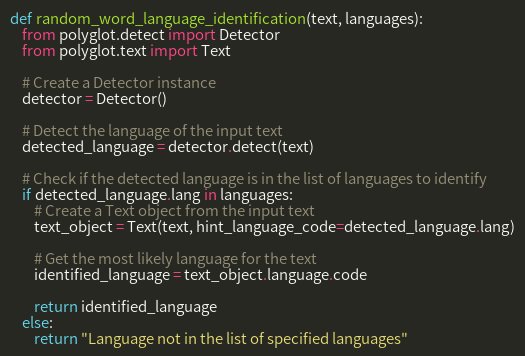 def random_word_language_identification(text, languages):
from polyglot.detect import Detector
from polyglot.text import Text
# Create a Detector instance
detector = Detector()
# Detect the language of the input text
detected_language = detector.detect(text)
# Check if the detected language is in the list of languages to identify
if detected_language.lang in languages:
# Create a Text object from the input text
text_object = Text(text, hint_language_code=detected_language.lang)
# Get the most likely language for the text
identified_language = text_object.language.code
return identified_language
else:
return "Language not in the list of specified languages"